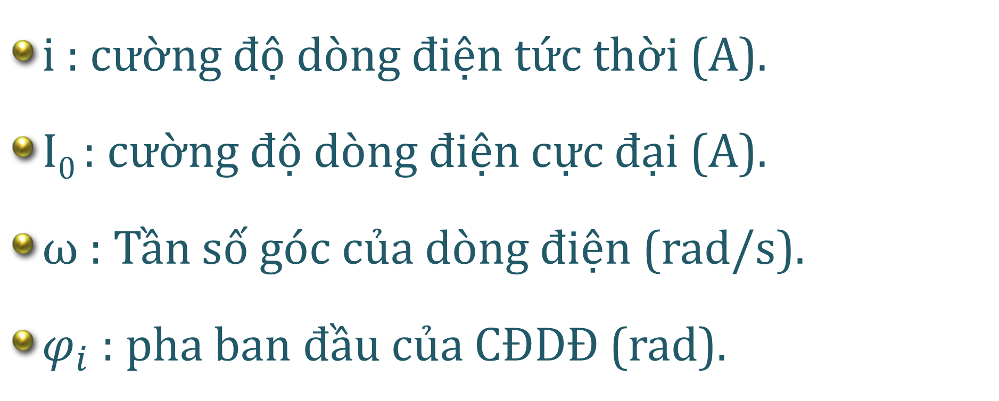 i : cường độ dòng điện tức thời (A).
I₀ : cường độ dòng điện cực đại (A).
ω : Tần số góc của dòng điện (rad/s).
φᵢ : pha ban đầu của CĐDĐ (rad).